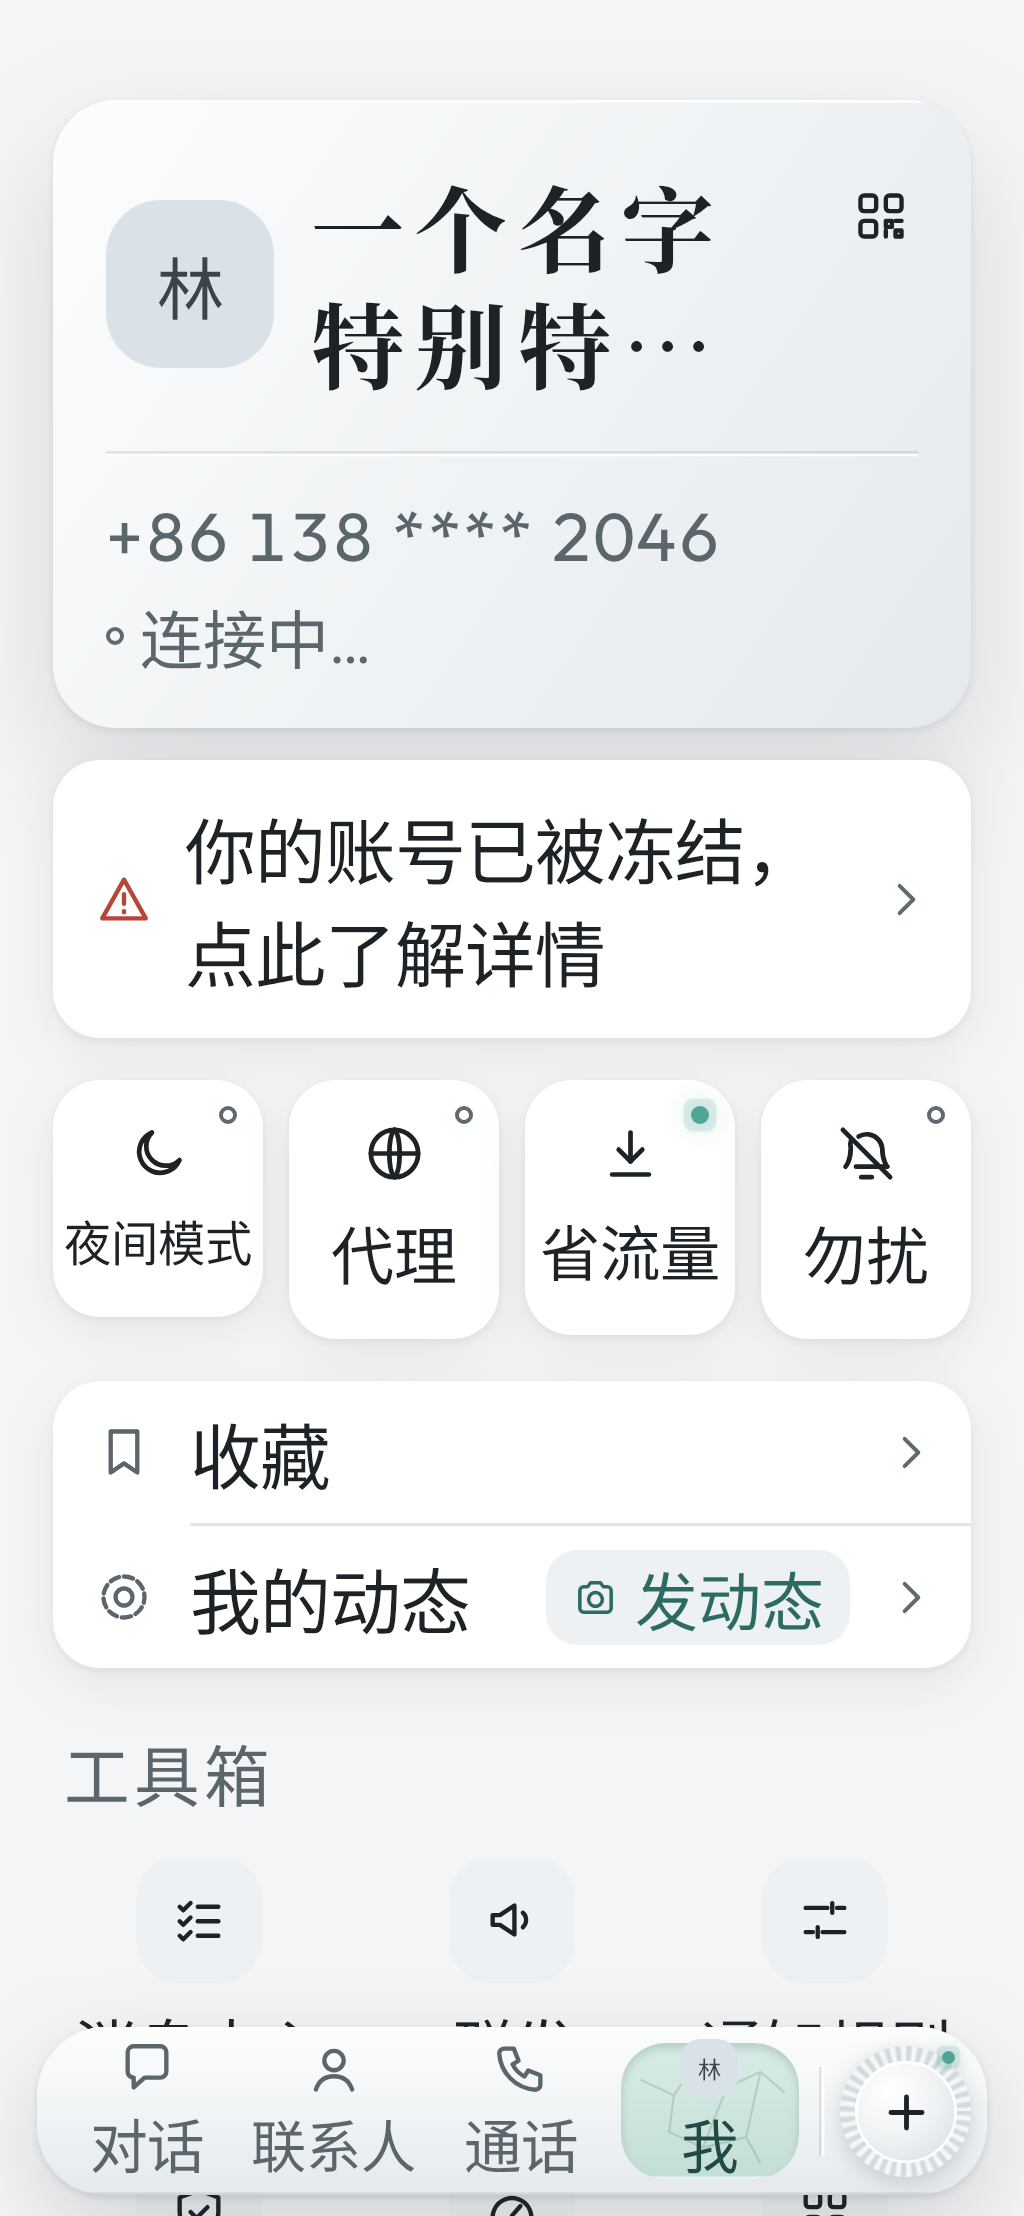 林
一个名字
特别特…
+86 138 **** 2046
连接中...
你的账号已被冻结，
点此了解详情
夜间模式
代理
省流量
勿扰
收藏
我的动态
发动态
工具箱
对话
联系人
通话
林
我